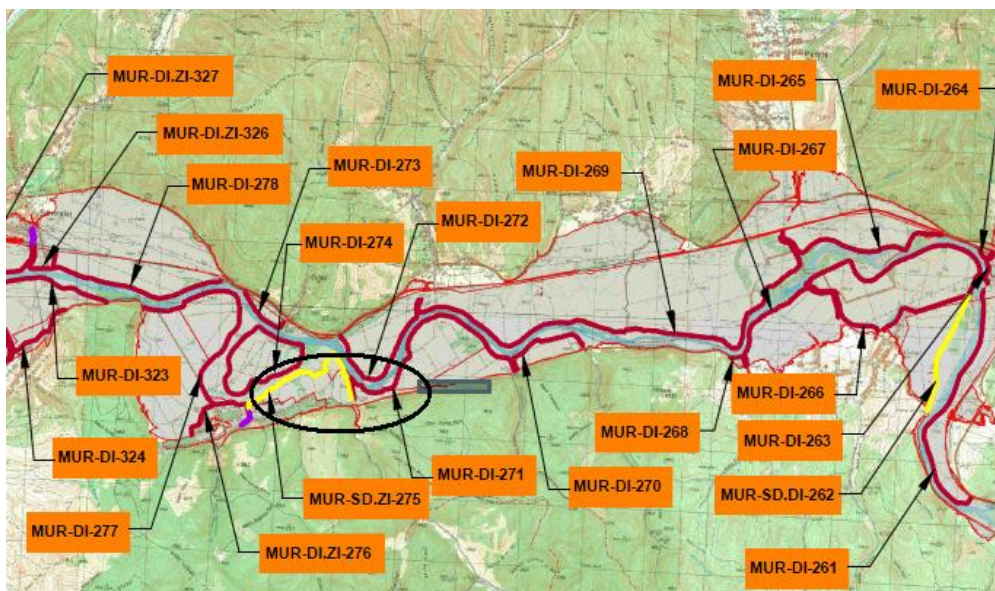 MUR-DI.ZI-327
MUR-DI-265
MUR-DI-264
MUR-DI.ZI-326
MUR-DI-273
MUR-DI-267
MUR-DI-278
MUR-DI-269
MUR-DI-272
MUR-DI-274
MUR-DI-323
MUR-DI-266
MUR-DI-268
MUR-DI-263
MUR-DI-324
MUR-DI-271
MUR-DI-270
MUR-SD.ZI-275
MUR-SD.DI-262
MUR-DI-277
MUR-DI.ZI-276
MUR-DI-261